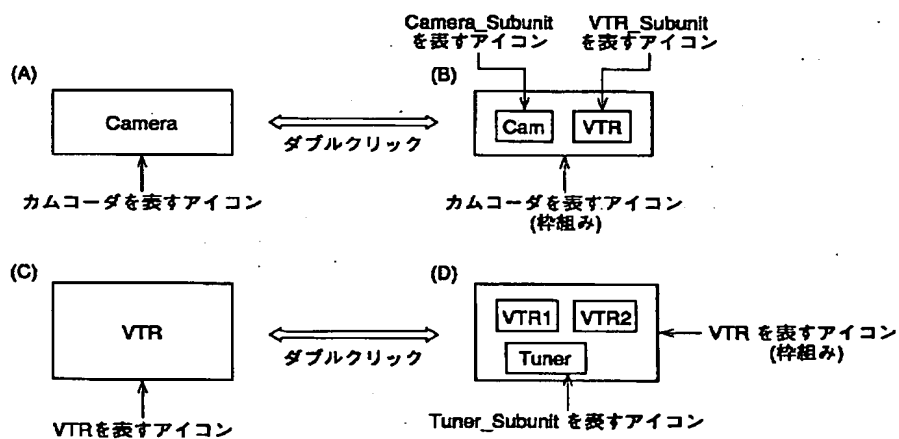 Camera_Subunit
を表すアイコン
VTR_Subunit
を表すアイコン
(A)
Camera
カムコーダを表すアイコン
ダブルクリック
(B)
Cam
VTR
カムコーダを表すアイコン
(枠組み)
(C)
VTR
VTRを表すアイコン
ダブルクリック
(D)
VTR1
VTR2
Tuner
VTR を表すアイコン
(枠組み)
Tuner_Subunit を表すアイコン